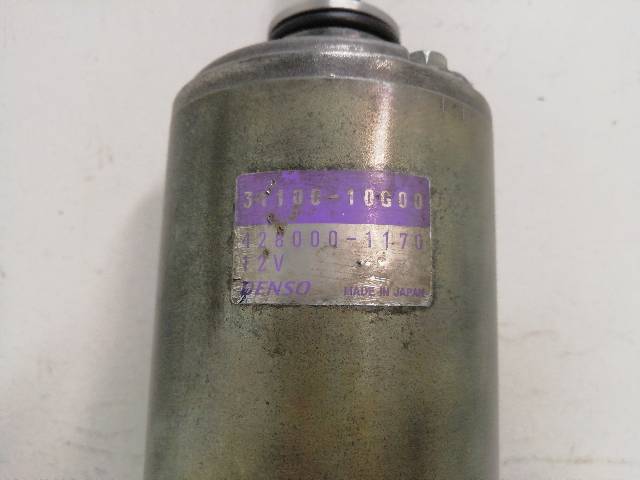 31100-10G00
428000-1170
12V
DENSO MADE IN JAPAN